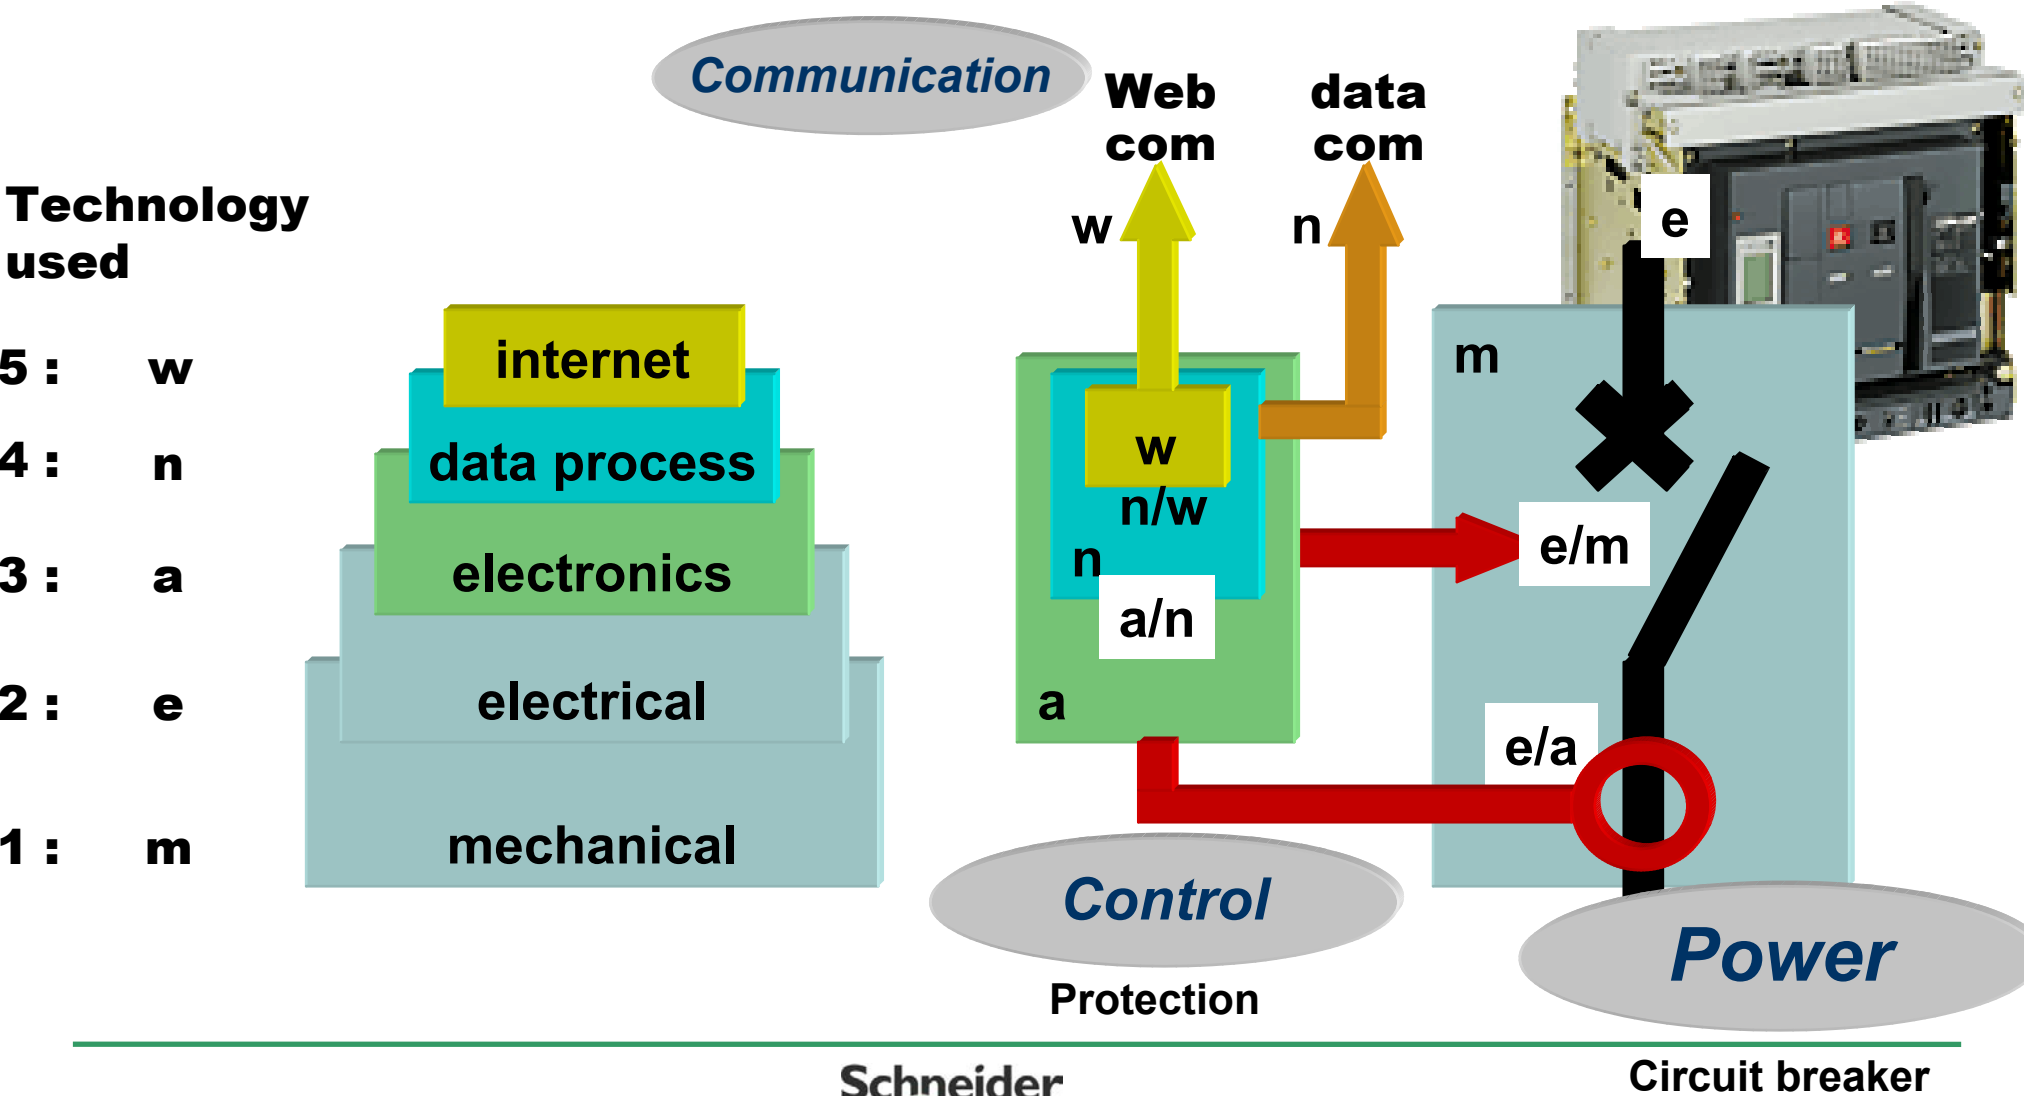 Communication
Web
com
data
com
Technology
used
w
n
e
5 : w
internet
m
4 : n
data process
w
n/w
n
e/m
3 : a
electronics
a/n
2 : e
electrical
a
e/a
1 : m
mechanical
Control
Power
Protection
Schneider
Circuit breaker